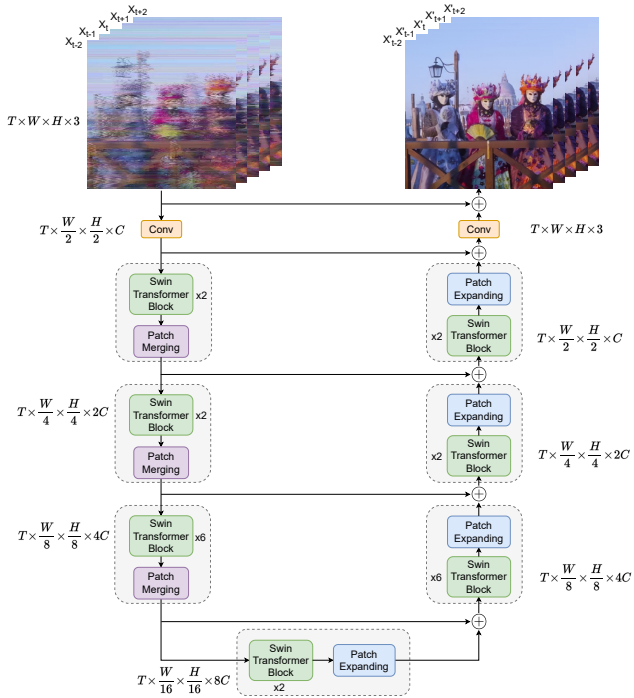 X_{t-2} X_{t-1} X_t X_{t+1} X_{t+2}
X'_{t-2} X'_{t-1} X'_t X'_{t+1} X'_{t+2}
T×W×H×3
T×W/2×H/2×C
Conv
Conv
T×W×H×3
Swin
Transformer
Block
x2
Patch
Merging
Patch
Expanding
x2
Swin
Transformer
Block
T×W/2×H/2×C
T×W/4×H/4×2C
Swin
Transformer
Block
x2
Patch
Merging
Patch
Expanding
x2
Swin
Transformer
Block
T×W/4×H/4×2C
T×W/8×H/8×4C
Swin
Transformer
Block
x6
Patch
Merging
Patch
Expanding
x6
Swin
Transformer
Block
T×W/8×H/8×4C
T×W/16×H/16×8C
Swin
Transformer
Block
x2
Patch
Expanding